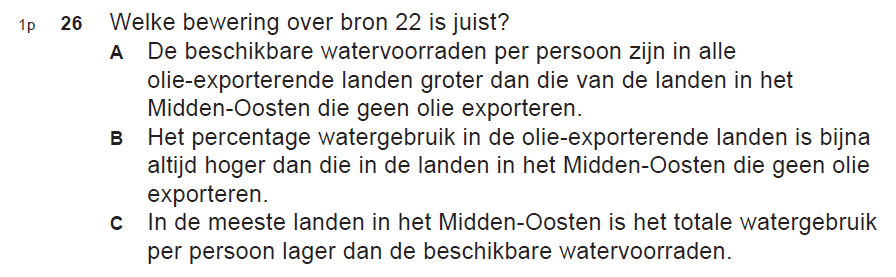 1p 26 Welke bewering over bron 22 is juist?
A De beschikbare watervoorraden per persoon zijn in alle
olie-exporterende landen groter dan die van de landen in het
Midden-Oosten die geen olie exporteren.
B Het percentage watergebruik in de olie-exporterende landen is bijna
altijd hoger dan die in de landen in het Midden-Oosten die geen olie
exporteren.
C In de meeste landen in het Midden-Oosten is het totale watergebruik
per persoon lager dan de beschikbare watervoorraden.